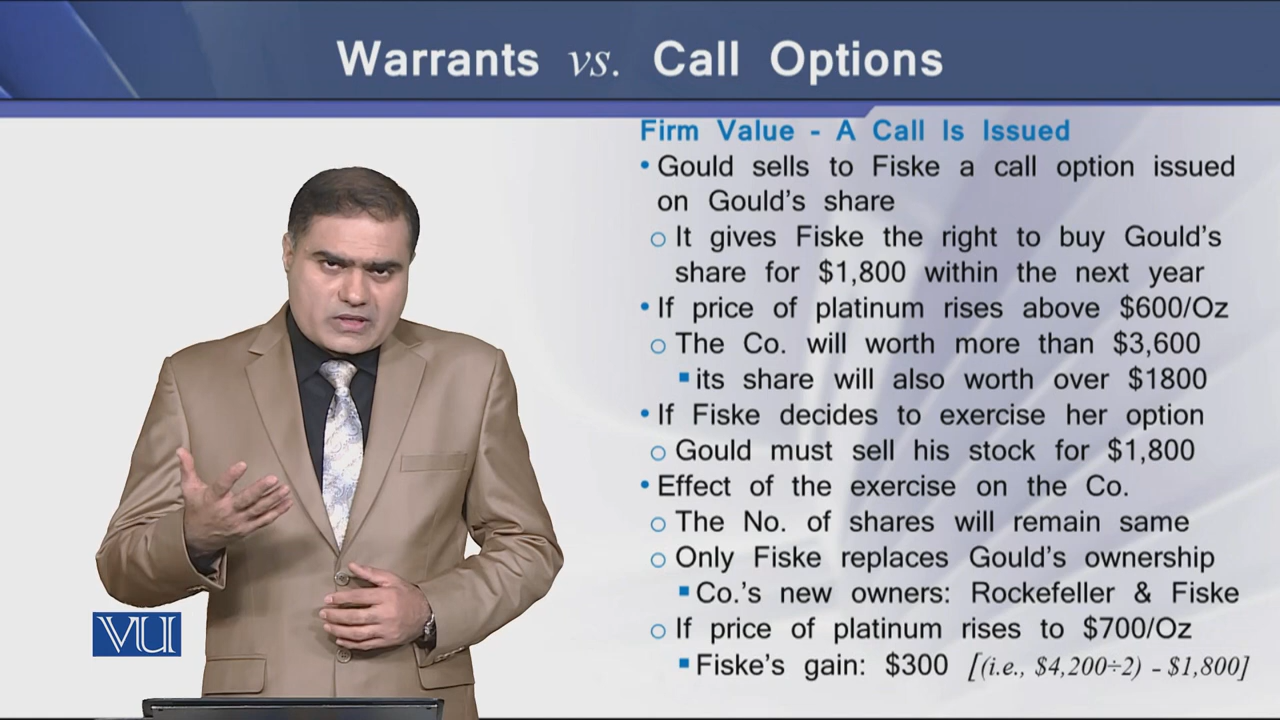 Warrants vs. Call Options
Firm Value - A Call Is Issued
• Gould sells to Fiske a call option issued
on Gould's share
○ It gives Fiske the right to buy Gould's
share for $1,800 within the next year
• If price of platinum rises above $600/Oz
○ The Co. will worth more than $3,600
▪ its share will also worth over $1800
• If Fiske decides to exercise her option
○ Gould must sell his stock for $1,800
• Effect of the exercise on the Co.
○ The No. of shares will remain same
○ Only Fiske replaces Gould's ownership
▪ Co.'s new owners: Rockefeller & Fiske
○ If price of platinum rises to $700/Oz
▪ Fiske's gain: $300 [(i.e., $4,200÷2) - $1,800]
VU